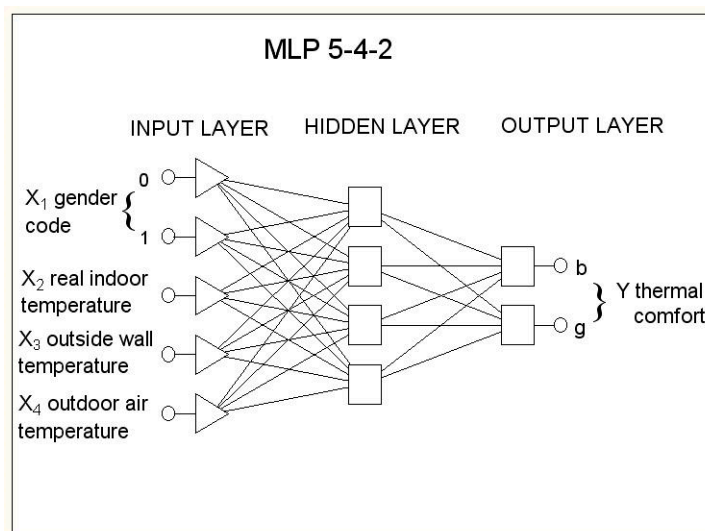 MLP 5-4-2
INPUT LAYER
HIDDEN LAYER
OUTPUT LAYER
0
X₁ gender
code
{
1
X₂ real indoor
temperature
X₃ outside wall
temperature
X₄ outdoor air
temperature
b
}
Y thermal
comfort
g